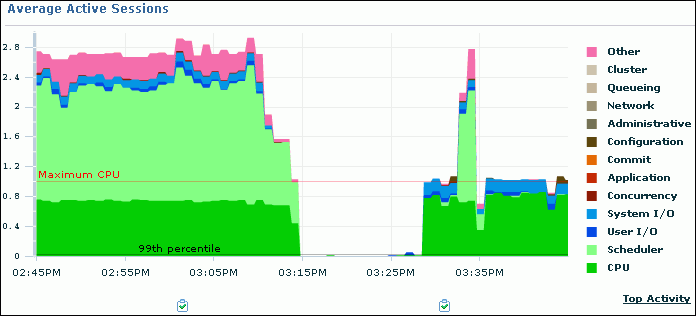 Average Active Sessions
2.8
2.4
2
1.6
1.2
0.8
0.4
0
Maximum CPU
99th percentile
02:45PM 02:55PM 03:05PM 03:15PM 03:25PM 03:35PM
Other
Cluster
Queueing
Network
Administrative
Configuration
Commit
Application
Concurrency
System I/O
User I/O
Scheduler
CPU
Top Activity